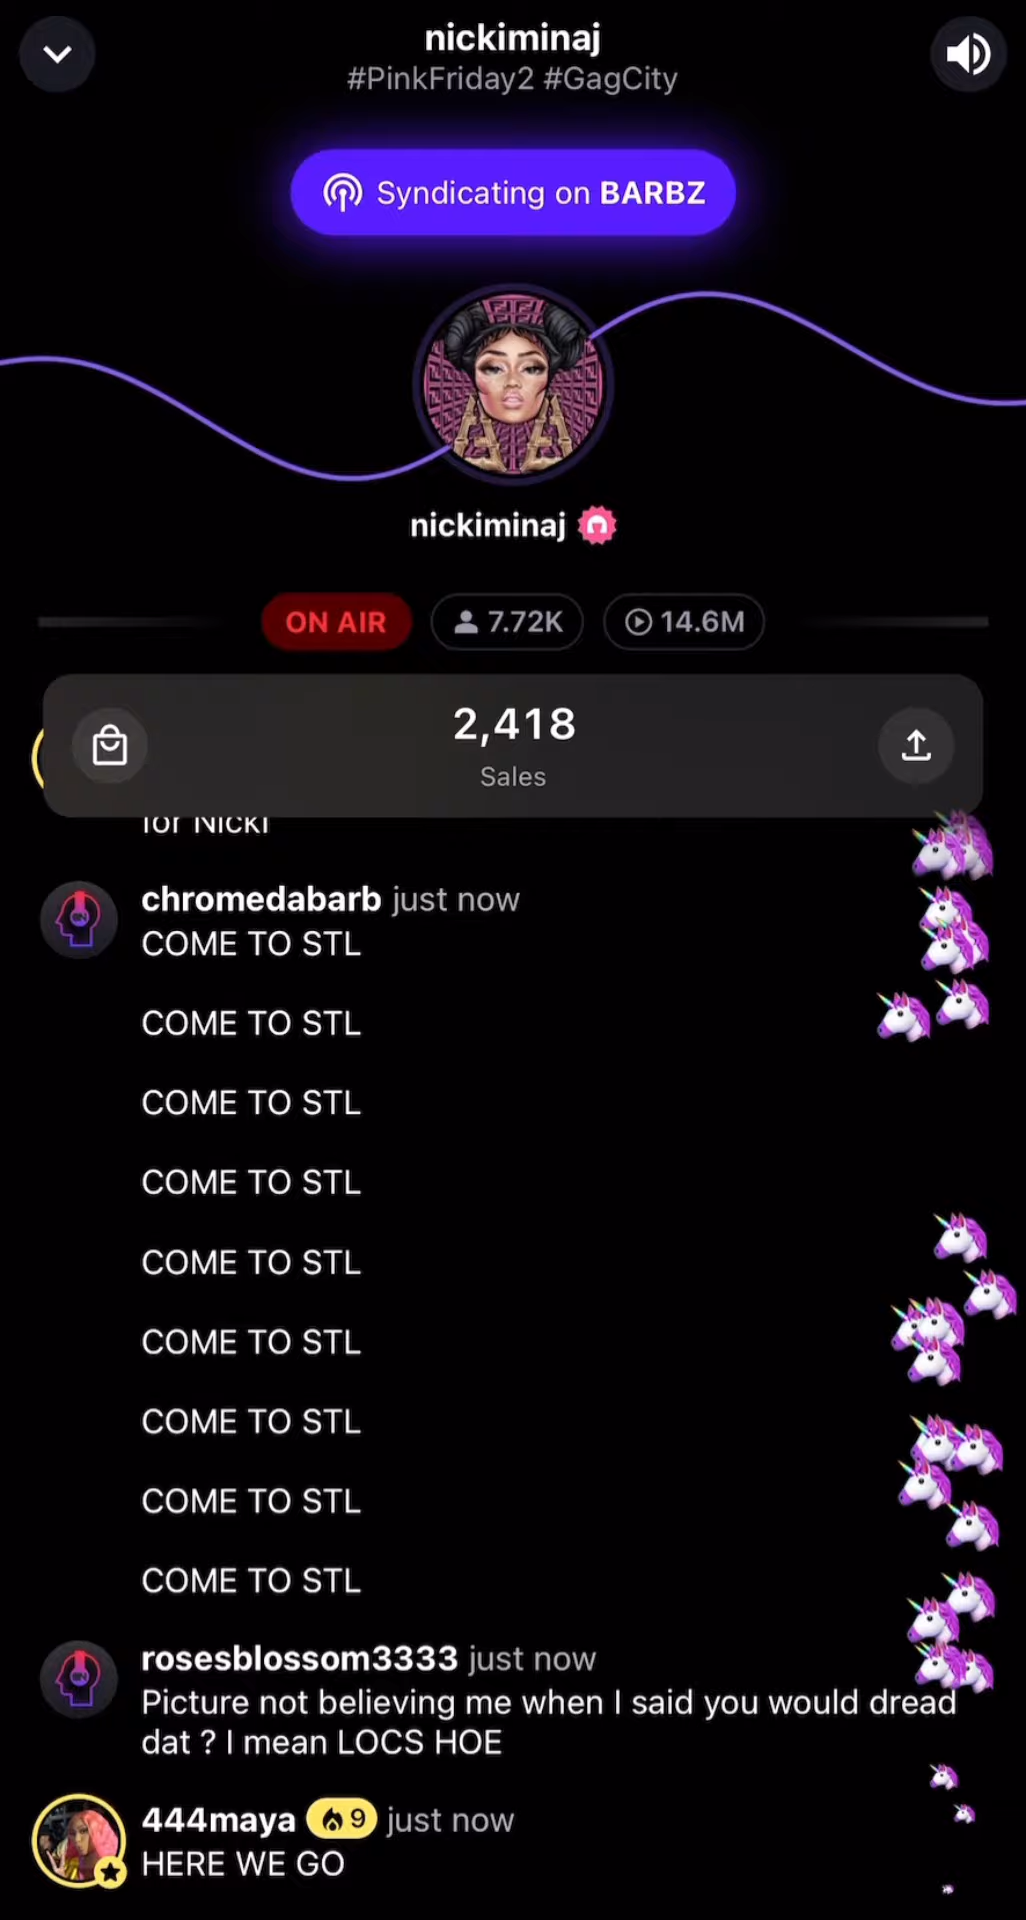 nickiminaj
#PinkFriday2 #GagCity
Syndicating on BARBZ
nickiminaj
ON AIR 7.72K 14.6M
2,418
Sales
for Nicki
chromedabarb just now
COME TO STL
COME TO STL
COME TO STL
COME TO STL
COME TO STL
COME TO STL
COME TO STL
COME TO STL
COME TO STL
rosesblossom3333 just now
Picture not believing me when I said you would dread
dat ? I mean LOCS HOE
444maya 9 just now
HERE WE GO